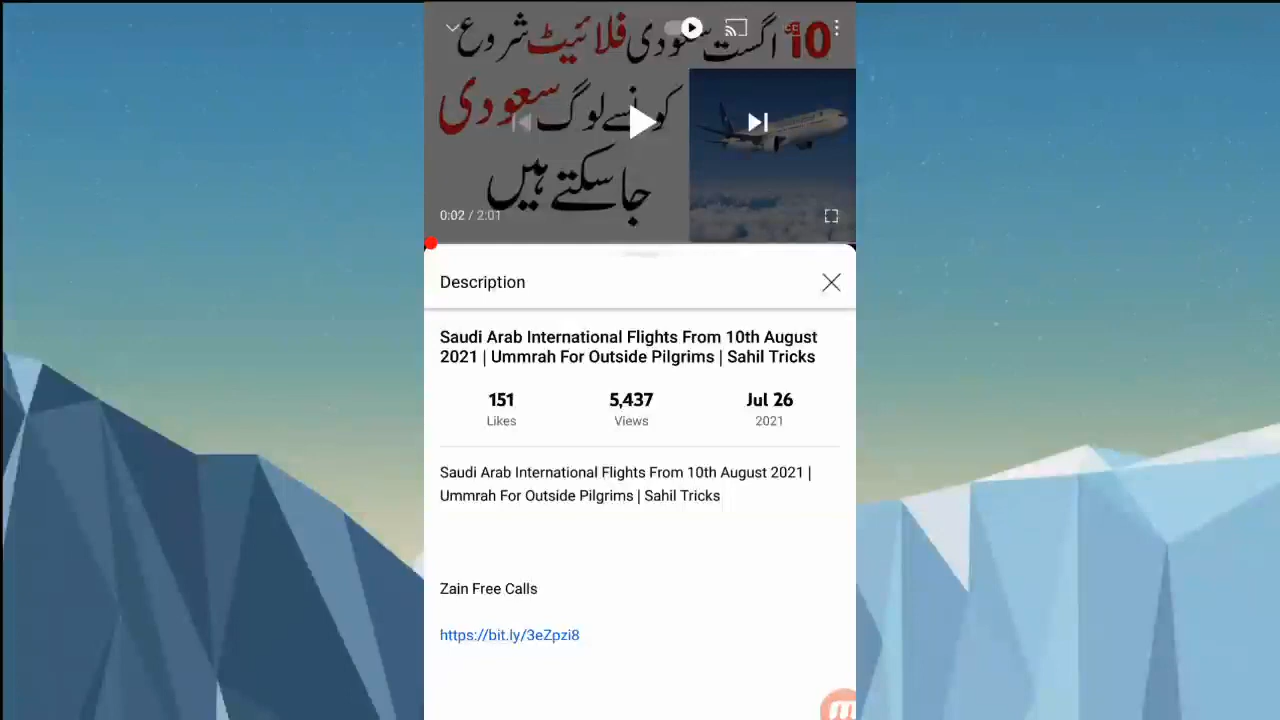 10 اگست سعودی فلائیٹ شروع
کونسے لوگ سعودی
جاسکتے ہیں
0:02 / 2:01
Description
Saudi Arab International Flights From 10th August
2021 | Ummrah For Outside Pilgrims | Sahil Tricks
151 5,437 Jul 26
Likes Views 2021
Saudi Arab International Flights From 10th August 2021 |
Ummrah For Outside Pilgrims | Sahil Tricks
Zain Free Calls
https://bit.ly/3eZpzi8